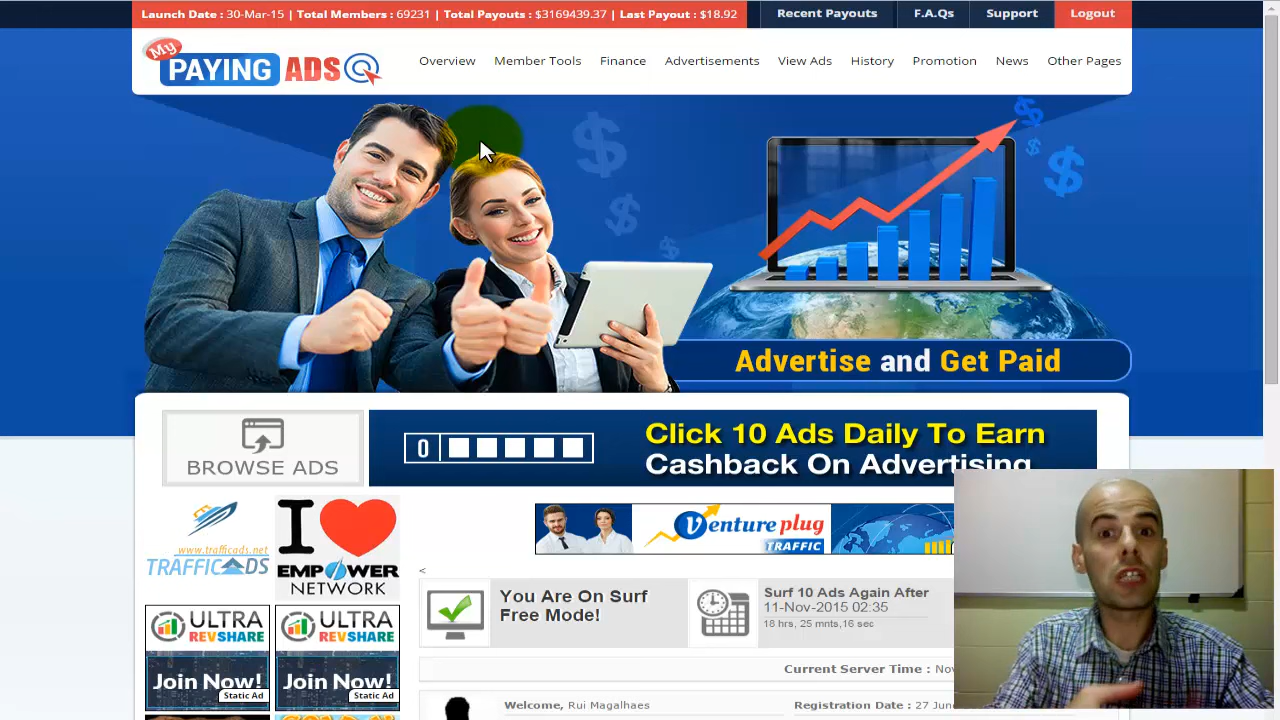 Launch Date : 30-Mar-15 | Total Members : 69231 | Total Payouts : $3169439.37 | Last Payout : $18.92
Recent Payouts
F.A.Qs
Support
Logout
My
PAYING ADS
Overview
Member Tools
Finance
Advertisements
View Ads
History
Promotion
News
Other Pages
Advertise and Get Paid
BROWSE ADS
0
Click 10 Ads Daily To Earn
Cashback On Advertising
www.trafficads.net
TRAFFIC ADS
I
EMPOWER
NETWORK
Venture plug
TRAFFIC
<
You Are On Surf
Free Mode!
Surf 10 Ads Again After
11-Nov-2015 02:35
18 hrs, 25 mnts,16 sec
ULTRA
REVSHARE
Join Now!
Static Ad
ULTRA
REVSHARE
Join Now!
Static Ad
Current Server Time :
Welcome, Rui Magalhaes
Registration Date : 27